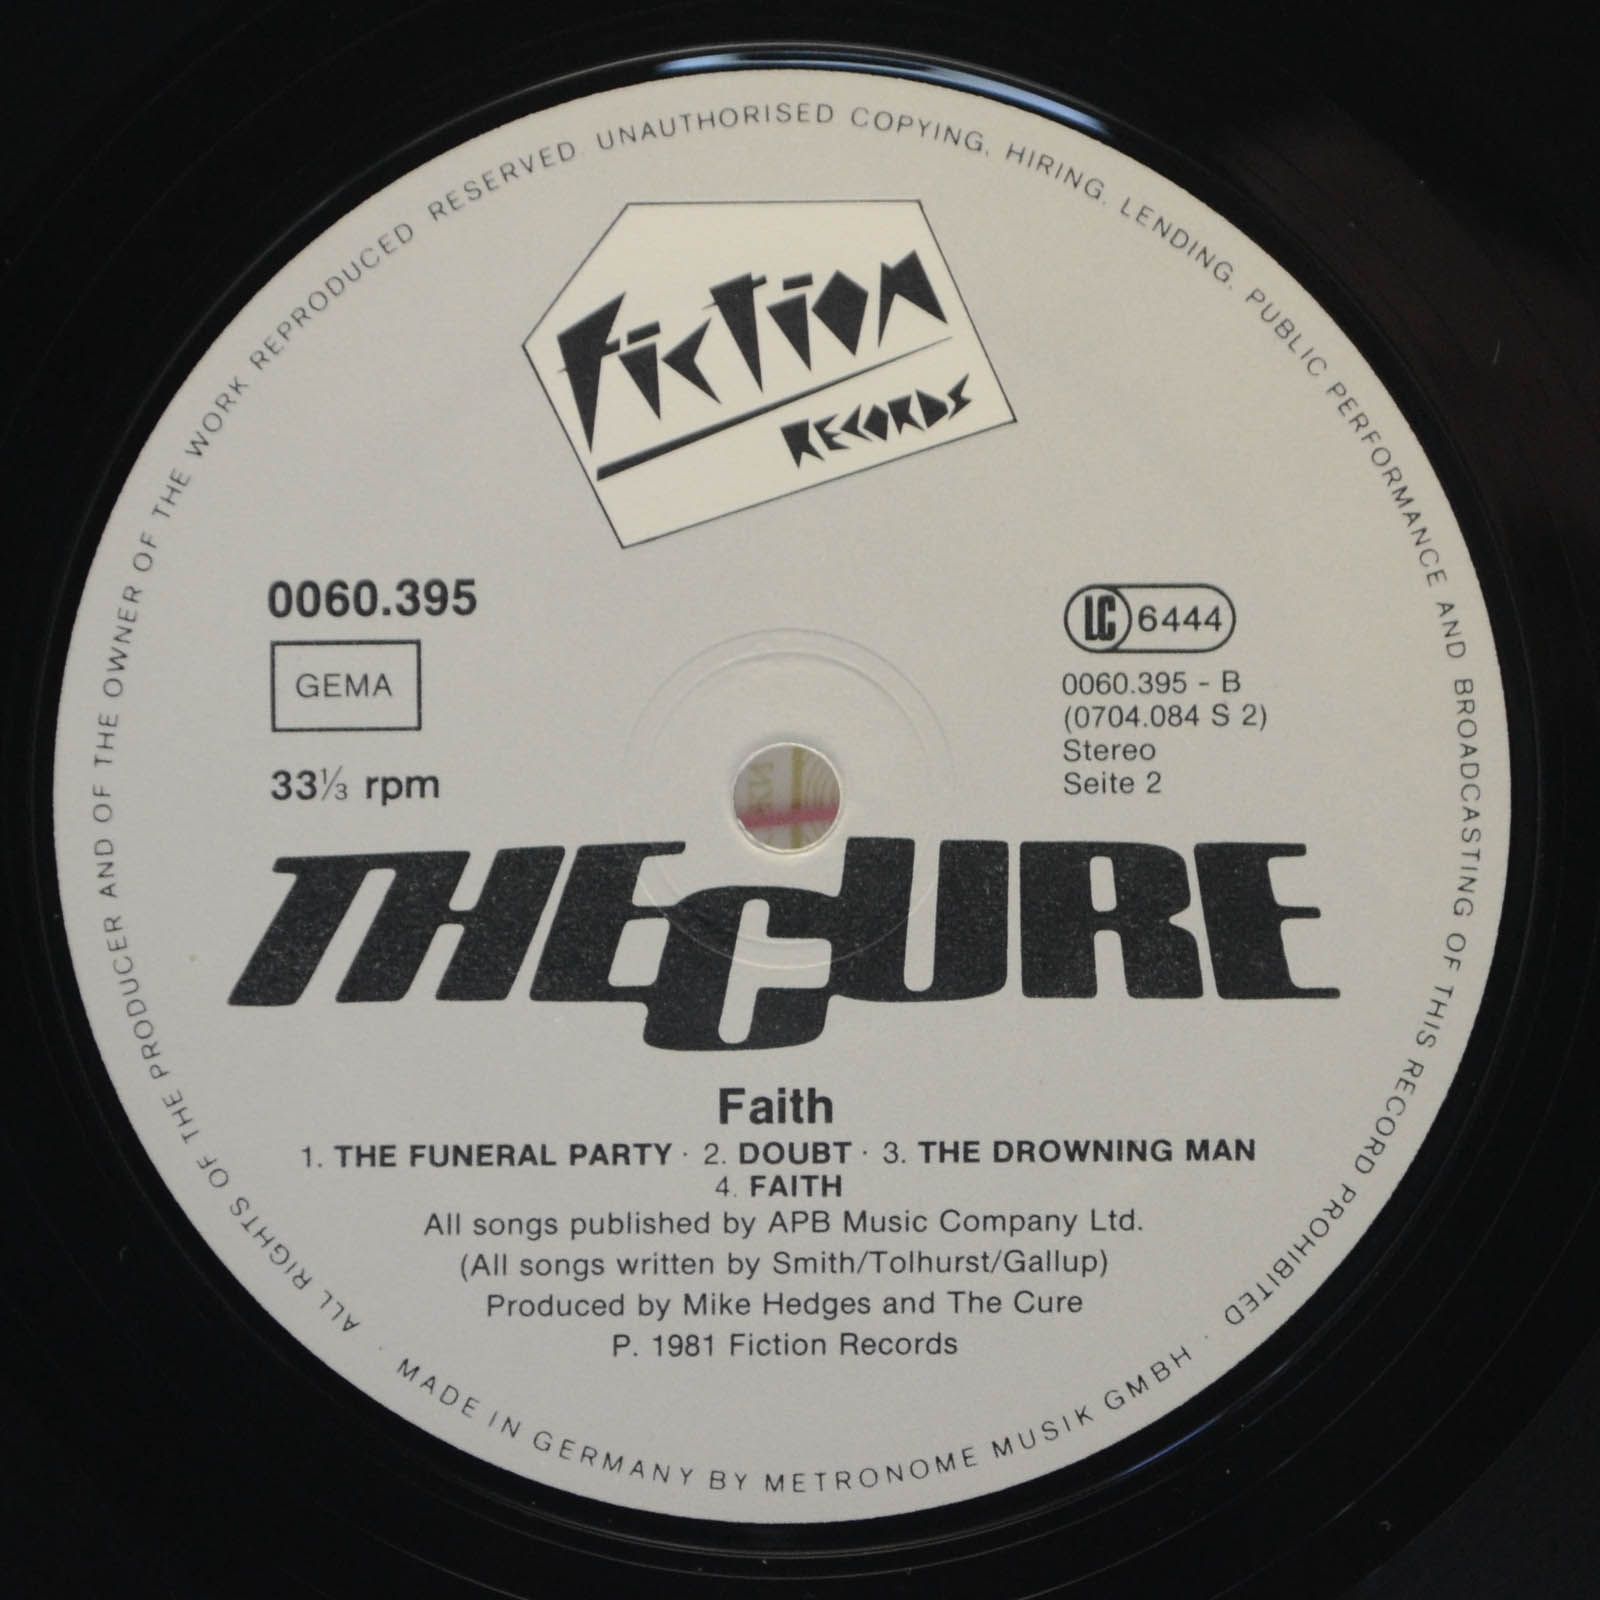 ALL RIGHTS OF THE PRODUCER AND OF THE OWNER OF THE WORK REPRODUCED RESERVED UNAUTHORISED COPYING, HIRING, LENDING, PUBLIC PERFORMANCE AND BROADCASTING OF THIS RECORD PROHIBITED
Fiction
RECORDS
0060.395
GEMA
33⅓ rpm
LC 6444
0060.395 - B
(0704.084 S 2)
Stereo
Seite 2
THE CURE
Faith
1. THE FUNERAL PARTY · 2. DOUBT · 3. THE DROWNING MAN
4. FAITH
All songs published by APB Music Company Ltd.
(All songs written by Smith/Tolhurst/Gallup)
Produced by Mike Hedges and The Cure
P. 1981 Fiction Records
· MADE IN GERMANY BY METRONOME MUSIK GMBH ·